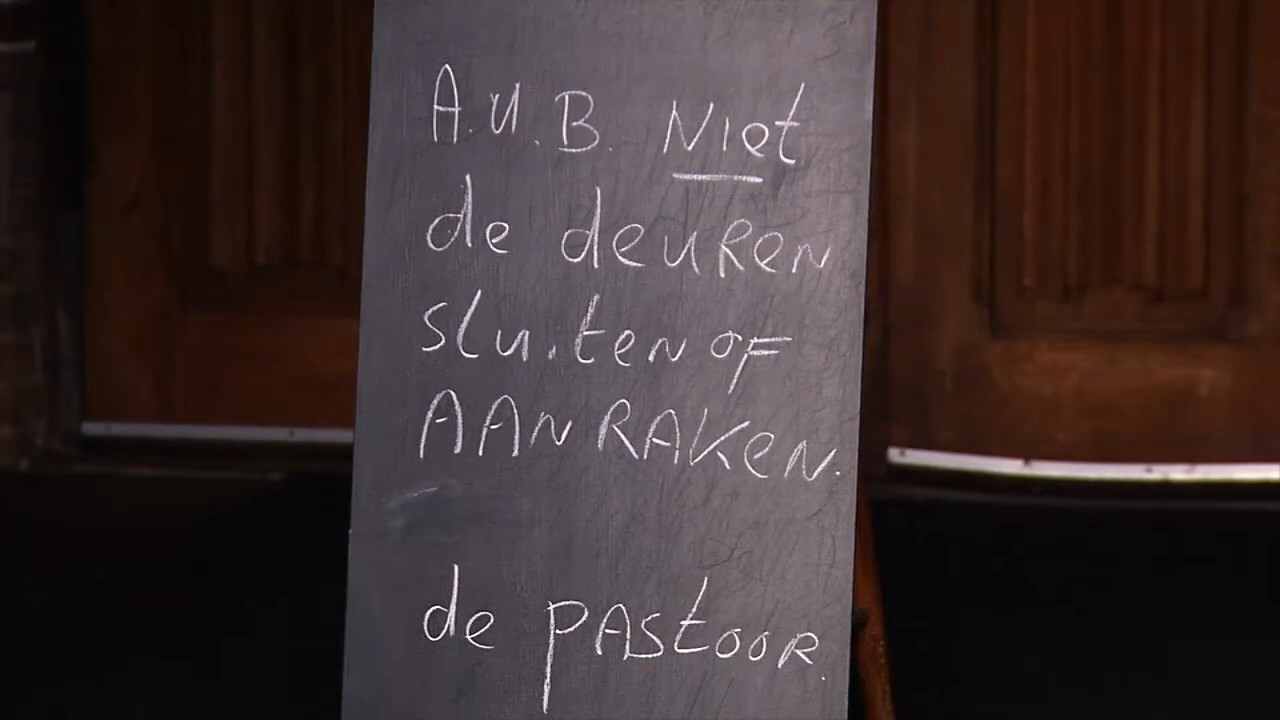 A.U.B. Niet
de deuRen
sluiten oF
AANRAKeN.
de pAstooR.